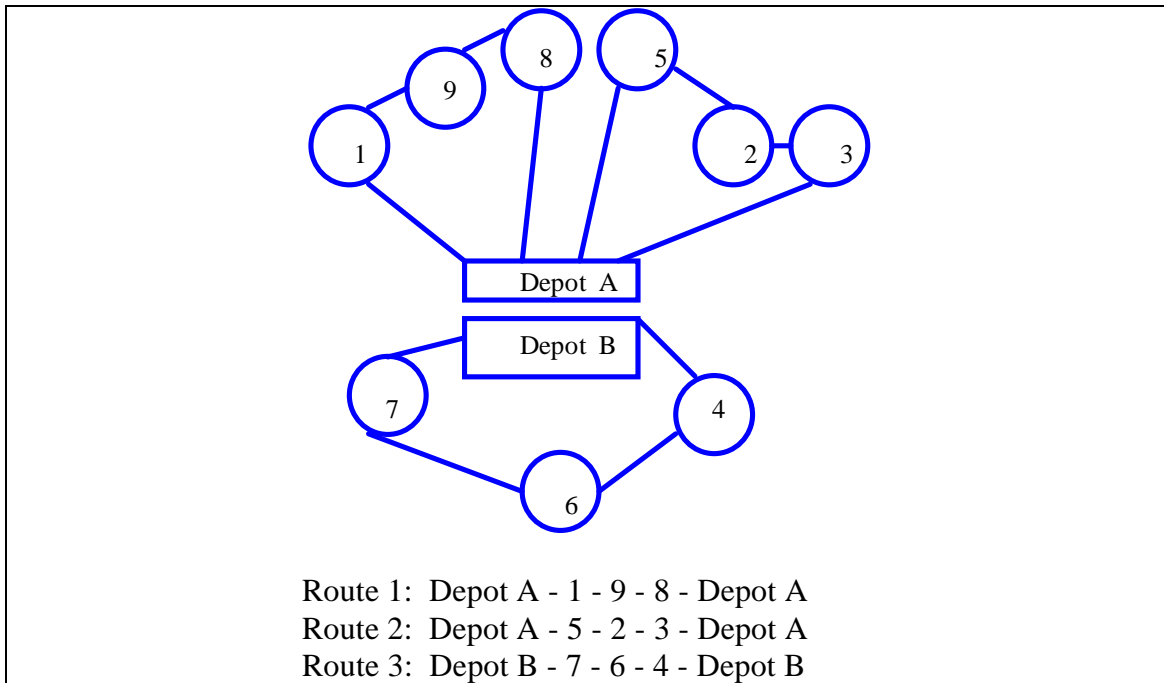 8
5
9
1
2
3
Depot A
Depot B
7
4
6
Route 1: Depot A - 1 - 9 - 8 - Depot A
Route 2: Depot A - 5 - 2 - 3 - Depot A
Route 3: Depot B - 7 - 6 - 4 - Depot B